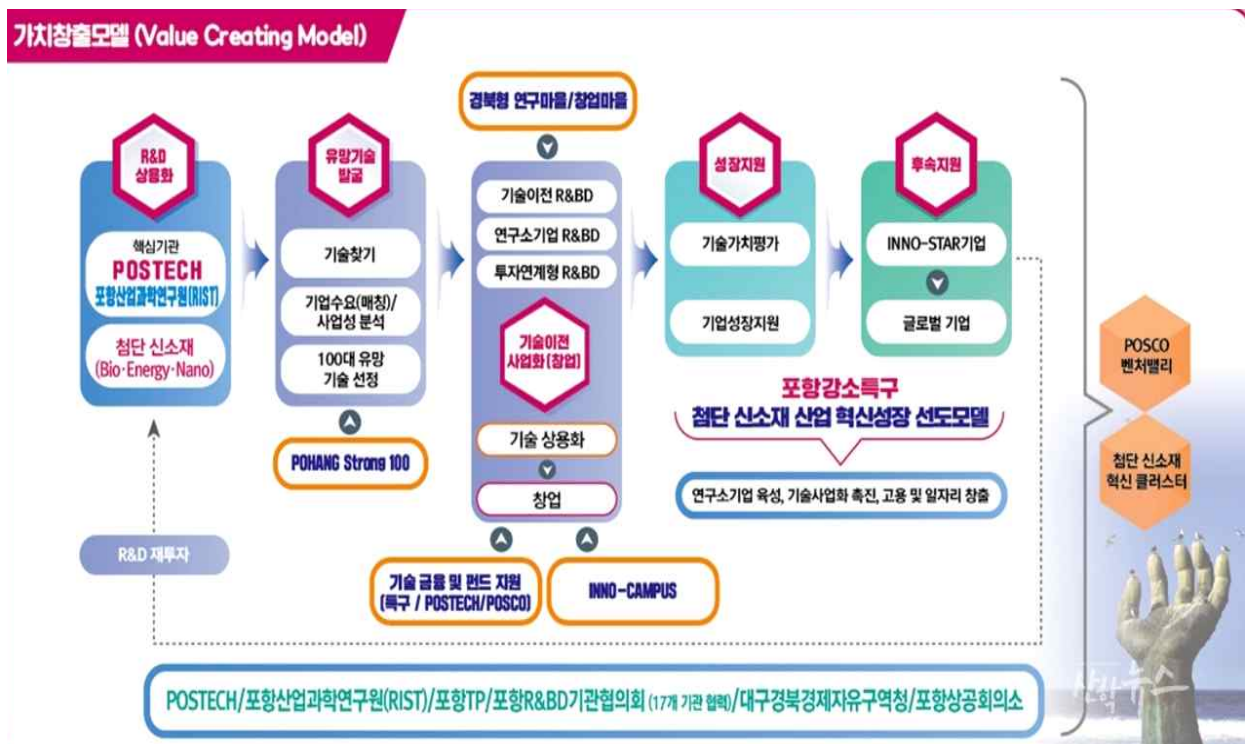 가치창출모델 (Value Creating Model)
R&D
상용화
핵심기관
POSTECH
포항산업과학연구원(RIST)
첨단 신소재
(Bio·Energy·Nano)
유망기술
발굴
기술찾기
기업수요(매칭)/
사업성 분석
100대 유망
기술 선정
POHANG Strong 100
경북형 연구마을/창업마을
기술이전 R&BD
연구소기업 R&BD
투자연계형 R&BD
기술이전
사업화(창업)
기술 상용화
창업
기술 금융 및 펀드 지원
(특구 / POSTECH/POSCO)
INNO-CAMPUS
성장지원
기술가치평가
기업성장지원
후속지원
INNO-STAR기업
글로벌 기업
포항강소특구
첨단 신소재 산업 혁신성장 선도모델
연구소기업 육성, 기술사업화 촉진, 고용 및 일자리 창출
POSCO
벤처밸리
첨단 신소재
혁신 클러스터
R&D 재투자
POSTECH/포항산업과학연구원(RIST)/포항TP/포항R&BD기관협의회 (17개 기관 협력)/대구경북경제자유구역청/포항상공회의소
산학뉴스